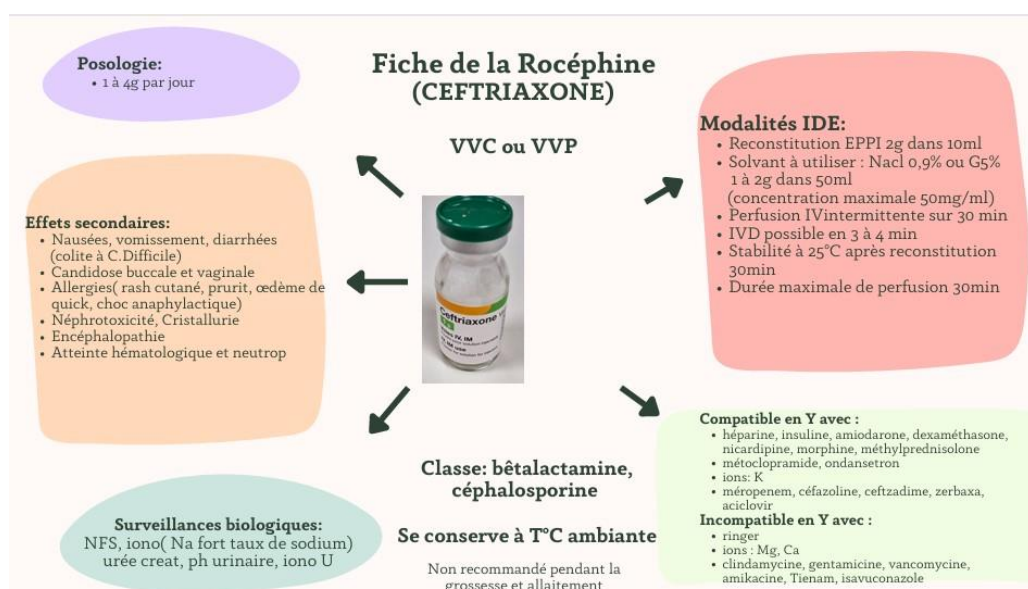 Fiche de la Rocéphine
(CEFTRIAXONE)
VVC ou VVP
Posologie:
• 1 à 4g par jour
Effets secondaires:
• Nausées, vomissement, diarrhées
(colite à C.Difficile)
• Candidose buccale et vaginale
• Allergies( rash cutané, prurit, œdème de
quick, choc anaphylactique)
• Néphrotoxicité, Cristallurie
• Encéphalopathie
• Atteinte hématologique et neutrop
Surveillances biologiques:
NFS, iono( Na fort taux de sodium)
urée creat, ph urinaire, iono U
Ceftriaxone
IV, IM
Classe: bêtalactamine,
céphalosporine
Se conserve à T°C ambiante
Non recommandé pendant la
grossesse et allaitement
Modalités IDE:
• Reconstitution EPPI 2g dans 10ml
• Solvant à utiliser : Nacl 0,9% ou G5%
1 à 2g dans 50ml
(concentration maximale 50mg/ml)
• Perfusion IVintermittente sur 30 min
• IVD possible en 3 à 4 min
• Stabilité à 25°C après reconstitution
30min
• Durée maximale de perfusion 30min
Compatible en Y avec :
• héparine, insuline, amiodarone, dexaméthasone,
nicardipine, morphine, méthylprednisolone
• métoclopramide, ondansetron
• ions: K
• méropenem, céfazoline, ceftzadime, zerbaxa,
aciclovir
Incompatible en Y avec :
• ringer
• ions : Mg, Ca
• clindamycine, gentamicine, vancomycine,
amikacine, Tienam, isavuconazole